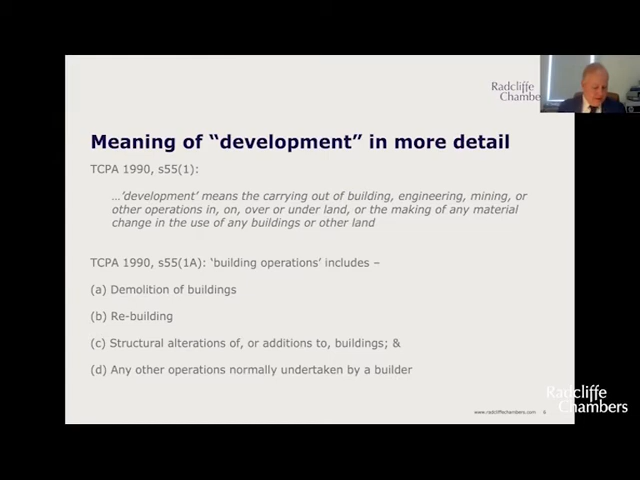 Radcliffe
Chambe
Meaning of “development” in more detail
TCPA 1990, s55(1):
…‘development’ means the carrying out of building, engineering, mining, or
other operations in, on, over or under land, or the making of any material
change in the use of any buildings or other land
TCPA 1990, s55(1A): ‘building operations’ includes –
(a) Demolition of buildings
(b) Re-building
(c) Structural alterations of, or additions to, buildings; &
(d) Any other operations normally undertaken by a builder
Radcliffe
Chambers
www.radcliffechambers.com 6